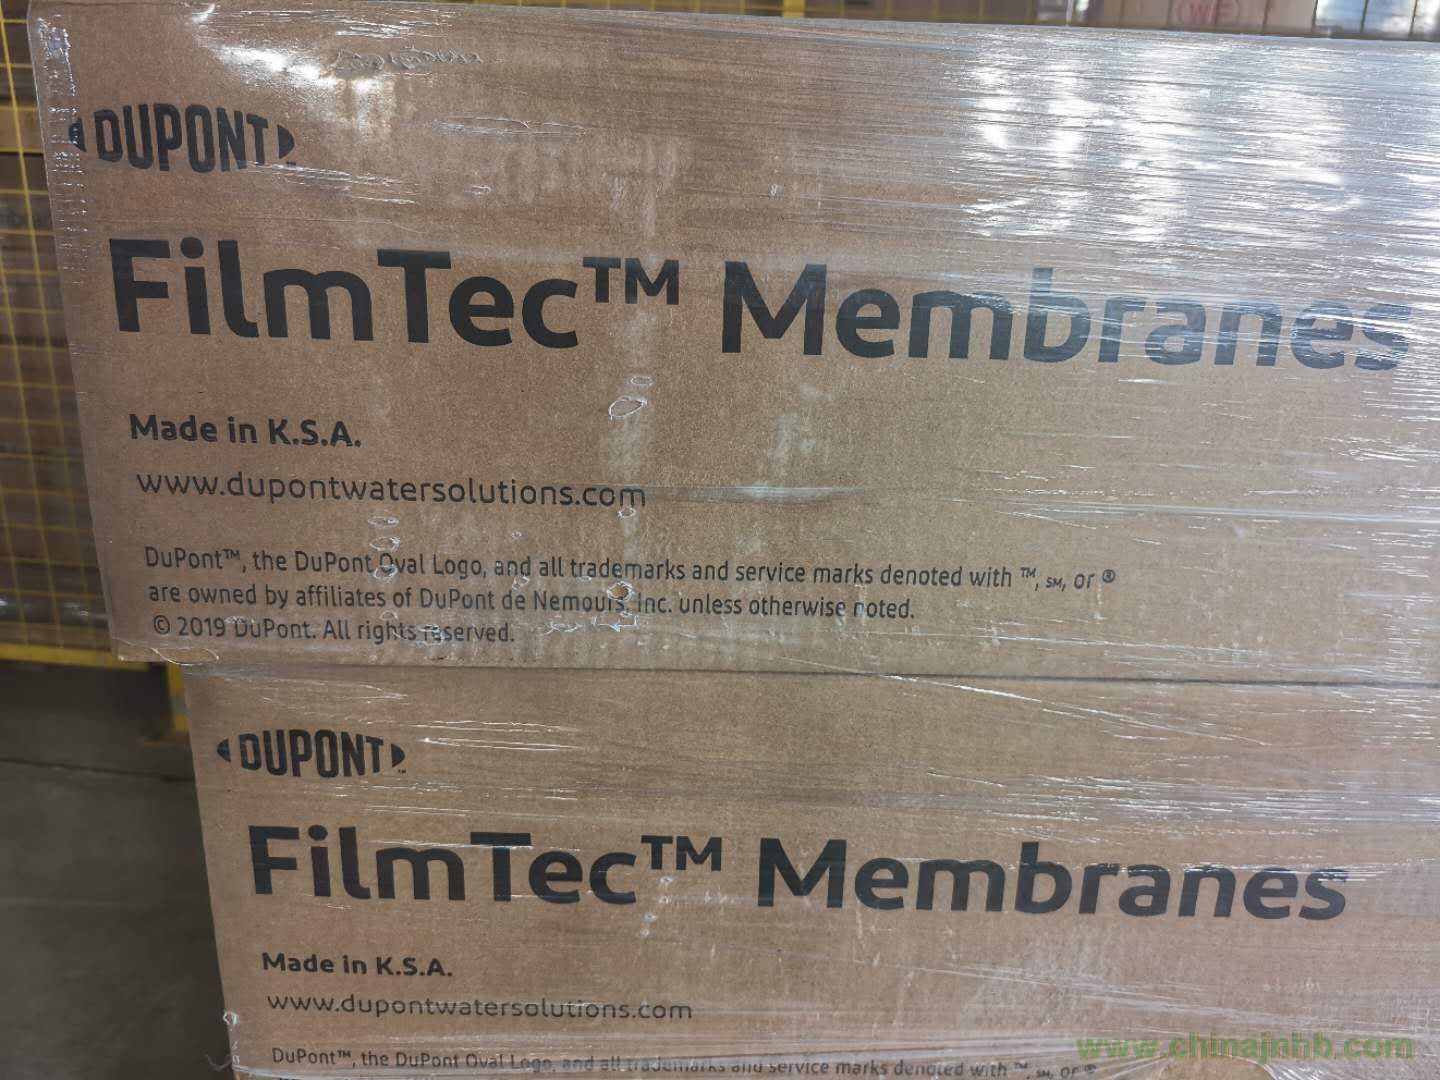 DUPONT
FilmTec™ Membranes
Made in K.S.A.
www.dupontwatersolutions.com
DuPont™, the DuPont Oval Logo, and all trademarks and service marks denoted with ™, SM, or ®
are owned by affiliates of DuPont de Nemours, Inc. unless otherwise noted.
© 2019 DuPont. All rights reserved.
DUPONT™
FilmTec™ Membranes
Made in K.S.A.
www.dupontwatersolutions.com
DuPont™, the DuPont Oval Logo, and all trademarks and service marks denoted with ™, SM, or ®
www.chinajnhb.com